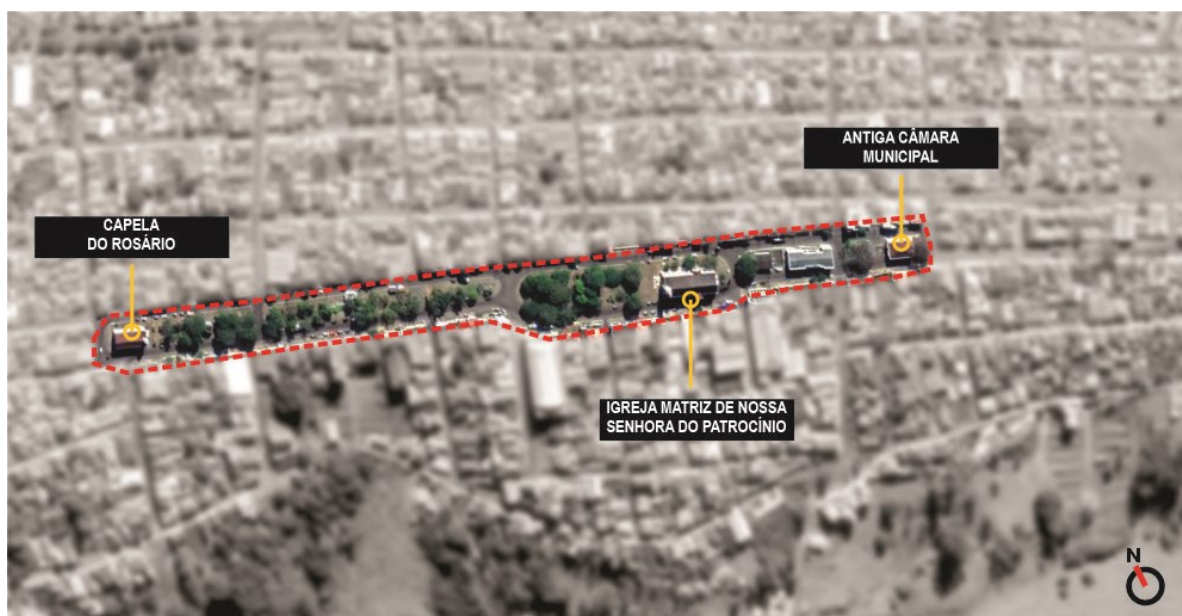 ANTIGA CÂMARA
MUNICIPAL
CAPELA
DO ROSÁRIO
IGREJA MATRIZ DE NOSSA
SENHORA DO PATROCÍNIO
N